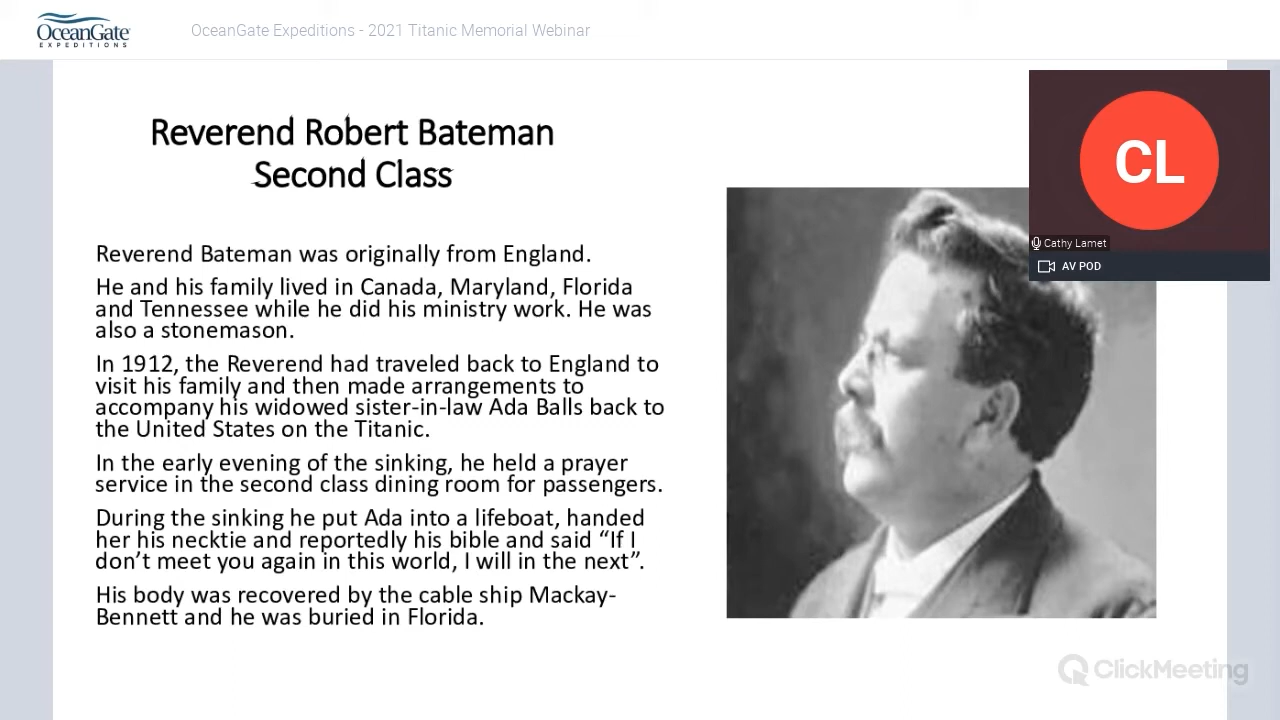 OceanGate
EXPEDITIONS
OceanGate Expeditions - 2021 Titanic Memorial Webinar
Reverend Robert Bateman
Second Class
CL
Cathy Lamet
AV POD
Reverend Bateman was originally from England.
He and his family lived in Canada, Maryland, Florida
and Tennessee while he did his ministry work. He was
also a stonemason.
In 1912, the Reverend had traveled back to England to
visit his family and then made arrangements to
accompany his widowed sister-in-law Ada Balls back to
the United States on the Titanic.
In the early evening of the sinking, he held a prayer
service in the second class dining room for passengers.
During the sinking he put Ada into a lifeboat, handed
her his necktie and reportedly his bible and said “If I
don’t meet you again in this world, I will in the next”.
His body was recovered by the cable ship Mackay-
Bennett and he was buried in Florida.
ClickMeeting